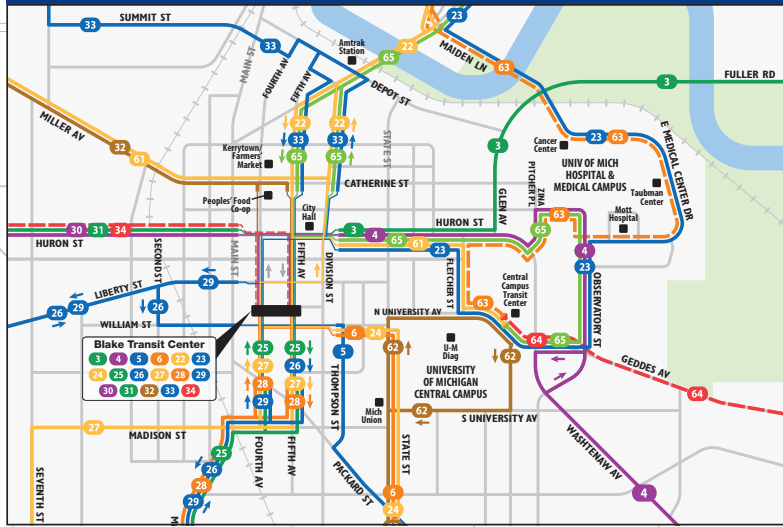 SUMMIT ST
33
33
23
MAIN ST
FOURTH AV
FIFTH AV
Amtrak
Station
22
65
MAIDEN LN
63
DEPOT ST
3
FULLER RD
MILLER AV
32
61
22
33
65
22
33
65
STATE ST
Kerrytown/
Farmers'
Market
3
Cancer
Center
23
63
E MEDICAL CENTER DR
UNIV OF MICH
HOSPITAL &
MEDICAL CAMPUS
Taubman
Center
Mott
Hospital
CATHERINE ST
Peoples' Food
Co-op
City
Hall
GLEN AV
ZINA
PITCHER PL
63
65
30
31
34
HURON ST
3
4
HURON ST
65
61
23
4
23
SECOND ST
MAIN ST
FIFTH AV
DIVISION ST
FLETCHER ST
OBSERVATORY ST
LIBERTY ST
29
26
29
26
WILLIAM ST
Central
Campus
Transit
Center
63
N UNIVERSITY AV
6
24
64
65
Blake Transit Center
3
4
5
6
22
23
24
25
26
27
28
29
30
31
32
33
34
25
27
28
29
25
26
27
28
5
62
U-M
Diag
62
UNIVERSITY
OF MICHIGAN
CENTRAL CAMPUS
THOMPSON ST
Mich
Union
62
S UNIVERSITY AV
GEDDES AV
64
27
MADISON ST
SEVENTH ST
FOURTH AV
FIFTH AV
STATE ST
PACKARD ST
WASHTENAW AV
4
25
26
28
29
M
6
24